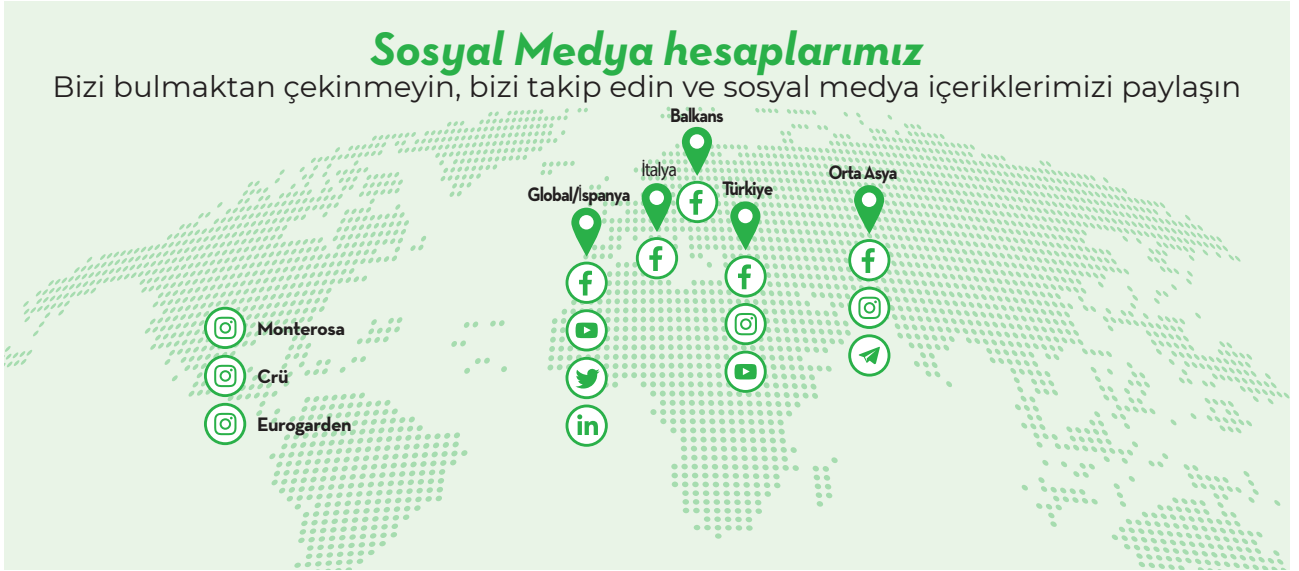 Sosyal Medya hesaplarımız
Bizi bulmaktan çekinmeyin, bizi takip edin ve sosyal medya içeriklerimizi paylaşın
Balkans
İtalya
Global/İspanya
Türkiye
Orta Asya
Monterosa
Crü
Eurogarden